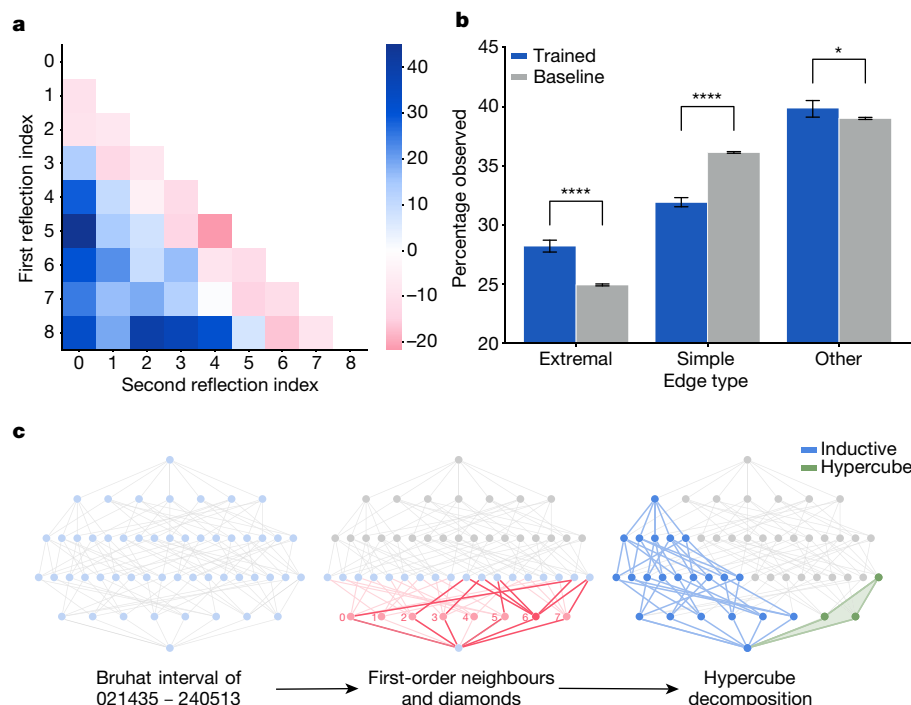 a
0
1
2
3
4
5
6
7
8
First reflection index
0 1 2 3 4 5 6 7 8
Second reflection index
40
30
20
10
0
−10
−20
b
Trained
Baseline
45
40
35
30
25
20
Percentage observed
****
****
*
Extremal Simple Other
Edge type
c
Inductive
Hypercube
0 1 2 3 4 5 6 7
Bruhat interval of
021435 – 240513
First-order neighbours
and diamonds
Hypercube
decomposition